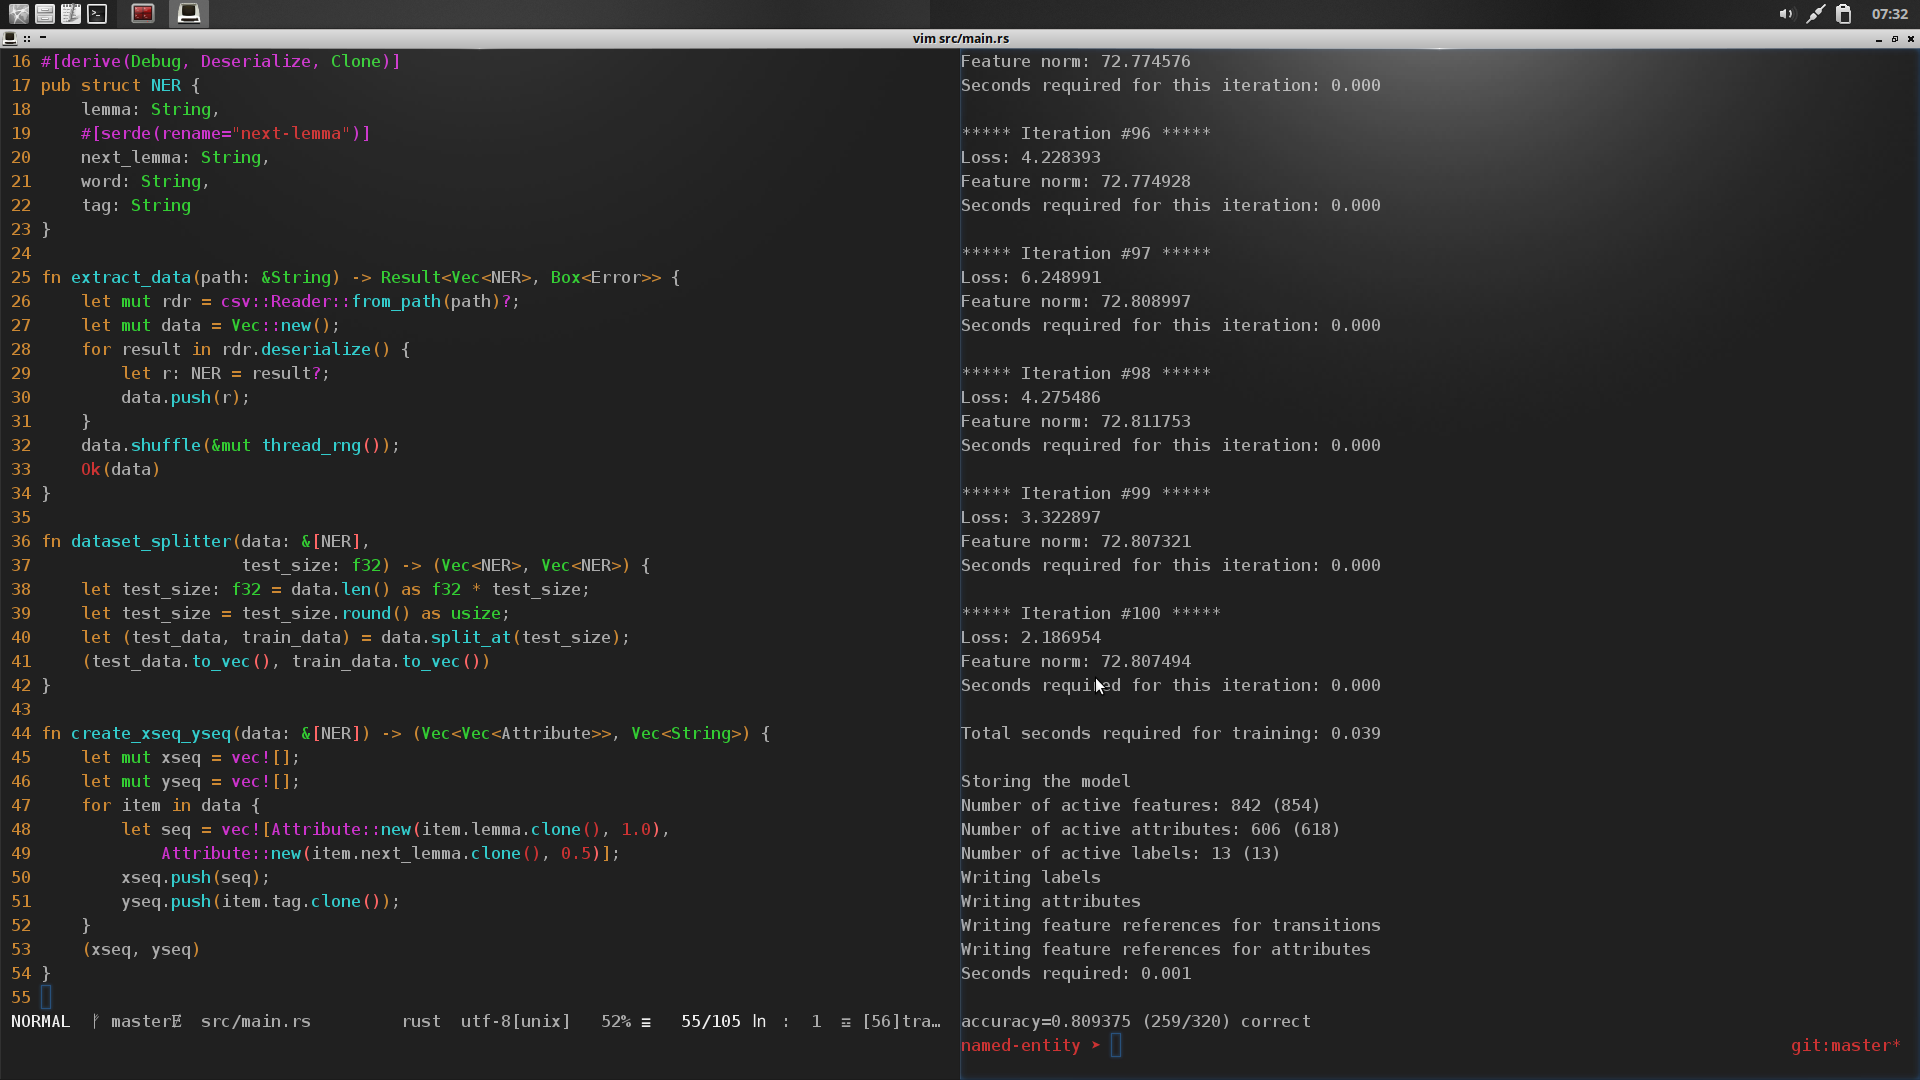 07:32
vim src/main.rs
16 #[derive(Debug, Deserialize, Clone)]
17 pub struct NER {
18     lemma: String,
19     #[serde(rename="next-lemma")]
20     next_lemma: String,
21     word: String,
22     tag: String
23 }
24
25 fn extract_data(path: &String) -> Result<Vec<NER>, Box<Error>> {
26     let mut rdr = csv::Reader::from_path(path)?;
27     let mut data = Vec::new();
28     for result in rdr.deserialize() {
29         let r: NER = result?;
30         data.push(r);
31     }
32     data.shuffle(&mut thread_rng());
33     Ok(data)
34 }
35
36 fn dataset_splitter(data: &[NER],
37                     test_size: f32) -> (Vec<NER>, Vec<NER>) {
38     let test_size: f32 = data.len() as f32 * test_size;
39     let test_size = test_size.round() as usize;
40     let (test_data, train_data) = data.split_at(test_size);
41     (test_data.to_vec(), train_data.to_vec())
42 }
43
44 fn create_xseq_yseq(data: &[NER]) -> (Vec<Vec<Attribute>>, Vec<String>) {
45     let mut xseq = vec![];
46     let mut yseq = vec![];
47     for item in data {
48         let seq = vec![Attribute::new(item.lemma.clone(), 1.0),
49             Attribute::new(item.next_lemma.clone(), 0.5)];
50         xseq.push(seq);
51         yseq.push(item.tag.clone());
52     }
53     (xseq, yseq)
54 }
55
NORMAL master src/main.rs rust utf-8[unix] 52% ≡ 55/105 ln : 1 [56]tra…
Feature norm: 72.774576
Seconds required for this iteration: 0.000

***** Iteration #96 *****
Loss: 4.228393
Feature norm: 72.774928
Seconds required for this iteration: 0.000

***** Iteration #97 *****
Loss: 6.248991
Feature norm: 72.808997
Seconds required for this iteration: 0.000

***** Iteration #98 *****
Loss: 4.275486
Feature norm: 72.811753
Seconds required for this iteration: 0.000

***** Iteration #99 *****
Loss: 3.322897
Feature norm: 72.807321
Seconds required for this iteration: 0.000

***** Iteration #100 *****
Loss: 2.186954
Feature norm: 72.807494
Seconds required for this iteration: 0.000

Total seconds required for training: 0.039

Storing the model
Number of active features: 842 (854)
Number of active attributes: 606 (618)
Number of active labels: 13 (13)
Writing labels
Writing attributes
Writing feature references for transitions
Writing feature references for attributes
Seconds required: 0.001

accuracy=0.809375 (259/320) correct
named-entity ➤ git:master*